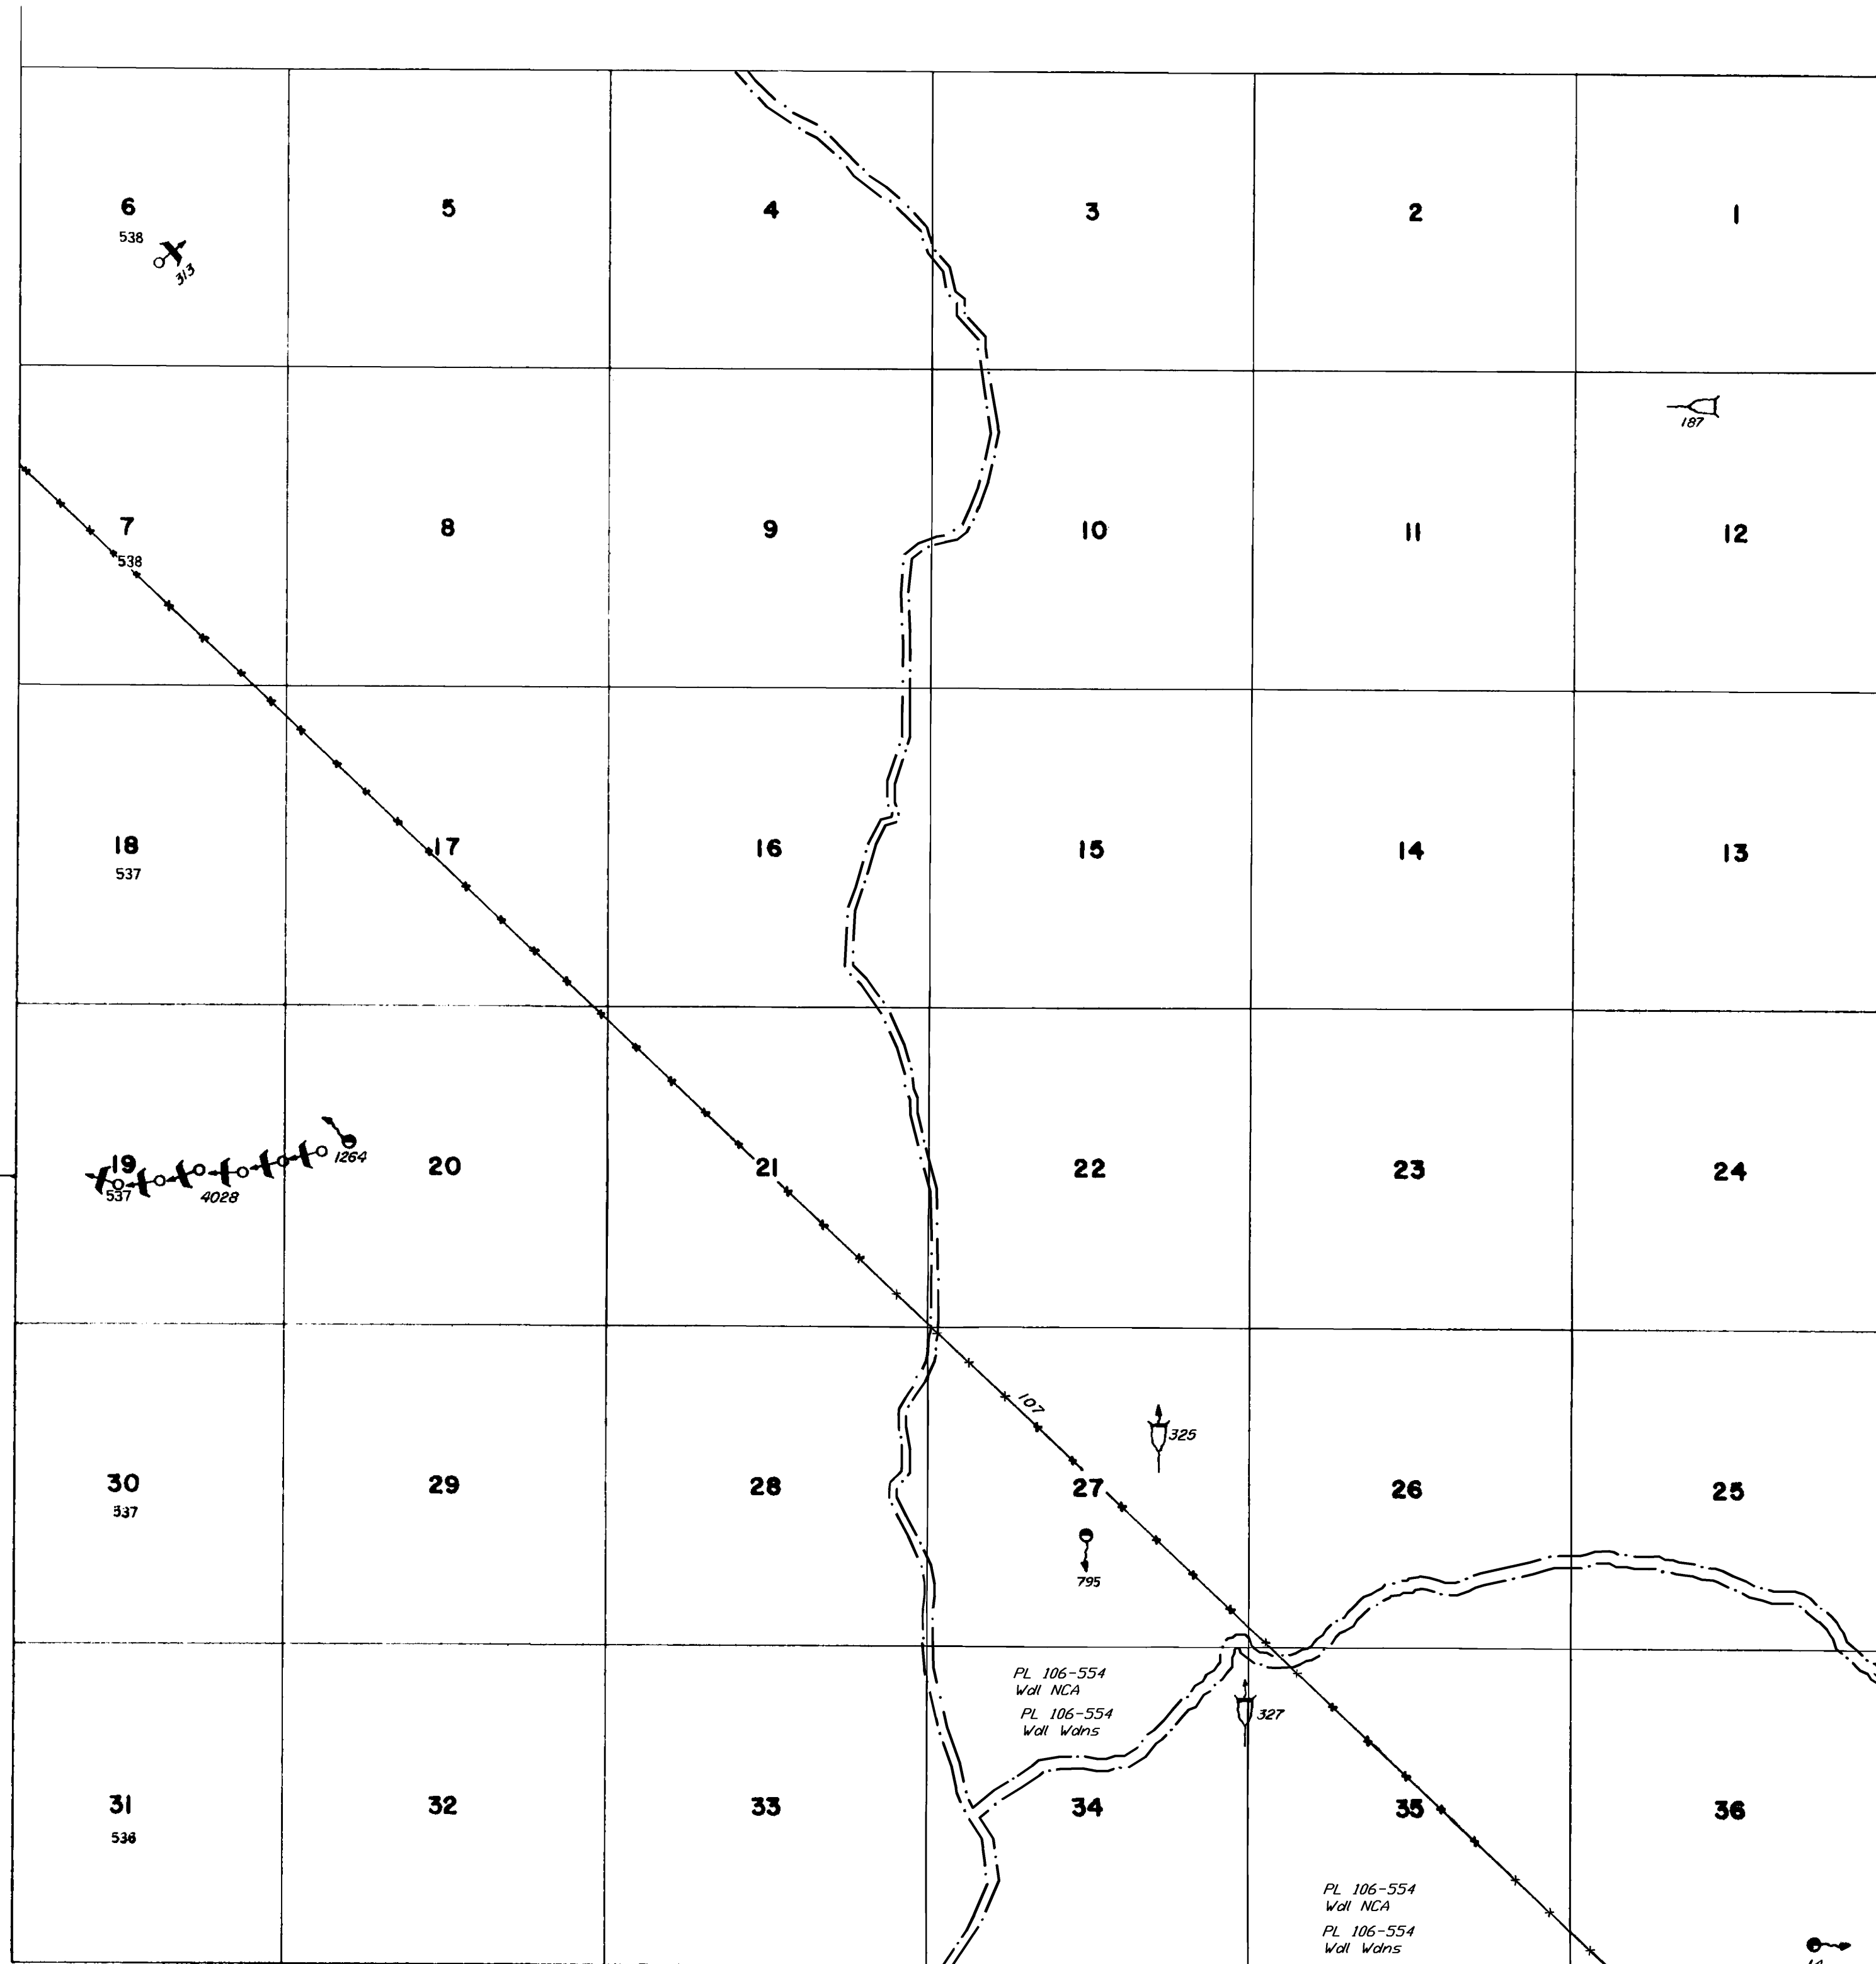 6 5 4 3 2 1
538
313
187
7 8 9 10 11 12
538
18 17 16 15 14 13
537
1264
19 20 21 22 23 24
537
4028
107
325
30 29 28 27 26 25
537
795
PL 106-554
Wdl NCA
PL 106-554
Wdl Wdns
327
31 32 33 34 35 36
536
PL 106-554
Wdl NCA
PL 106-554
Wdl Wdns